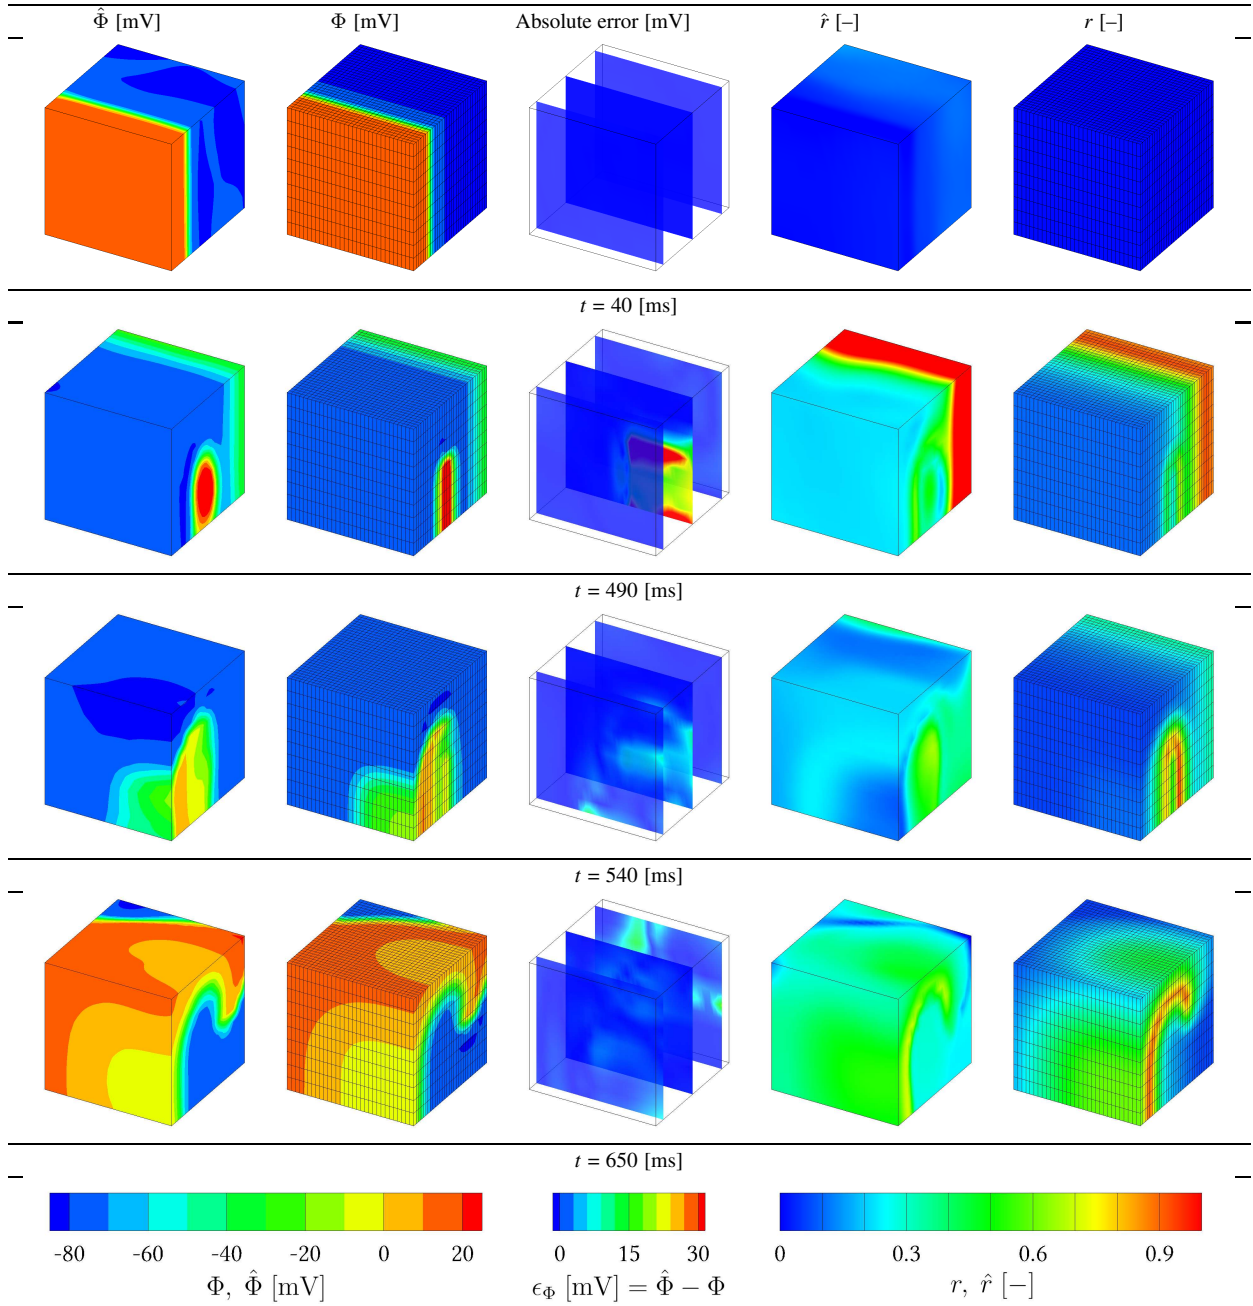 Φ̂ [mV] Φ [mV] Absolute error [mV] r̂ [–] r [–]
t = 40 [ms]
t = 490 [ms]
t = 540 [ms]
t = 650 [ms]
-80 -60 -40 -20 0 20
Φ, Φ̂ [mV]
0 15 30
ϵ_Φ [mV] = Φ̂ − Φ
0 0.3 0.6 0.9
r, r̂ [−]